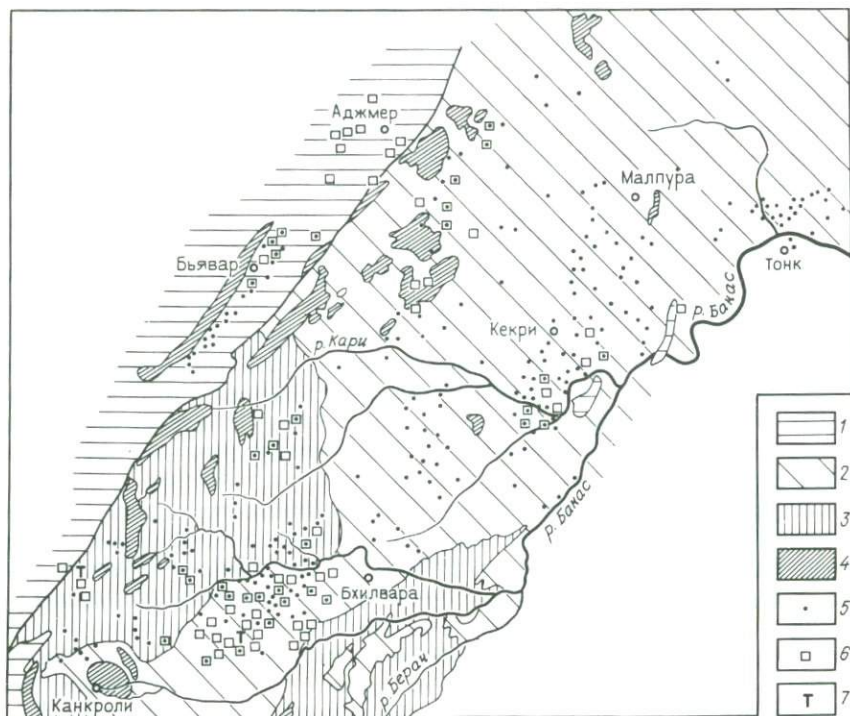 Аджмер
Малпура
Бьявар
Тонк
р. Банас
Кекри
р. Кари
р. Банас
Бхилвара
р. Берач
Канкроли
1
2
3
4
5
6
7
Т
Т
Т